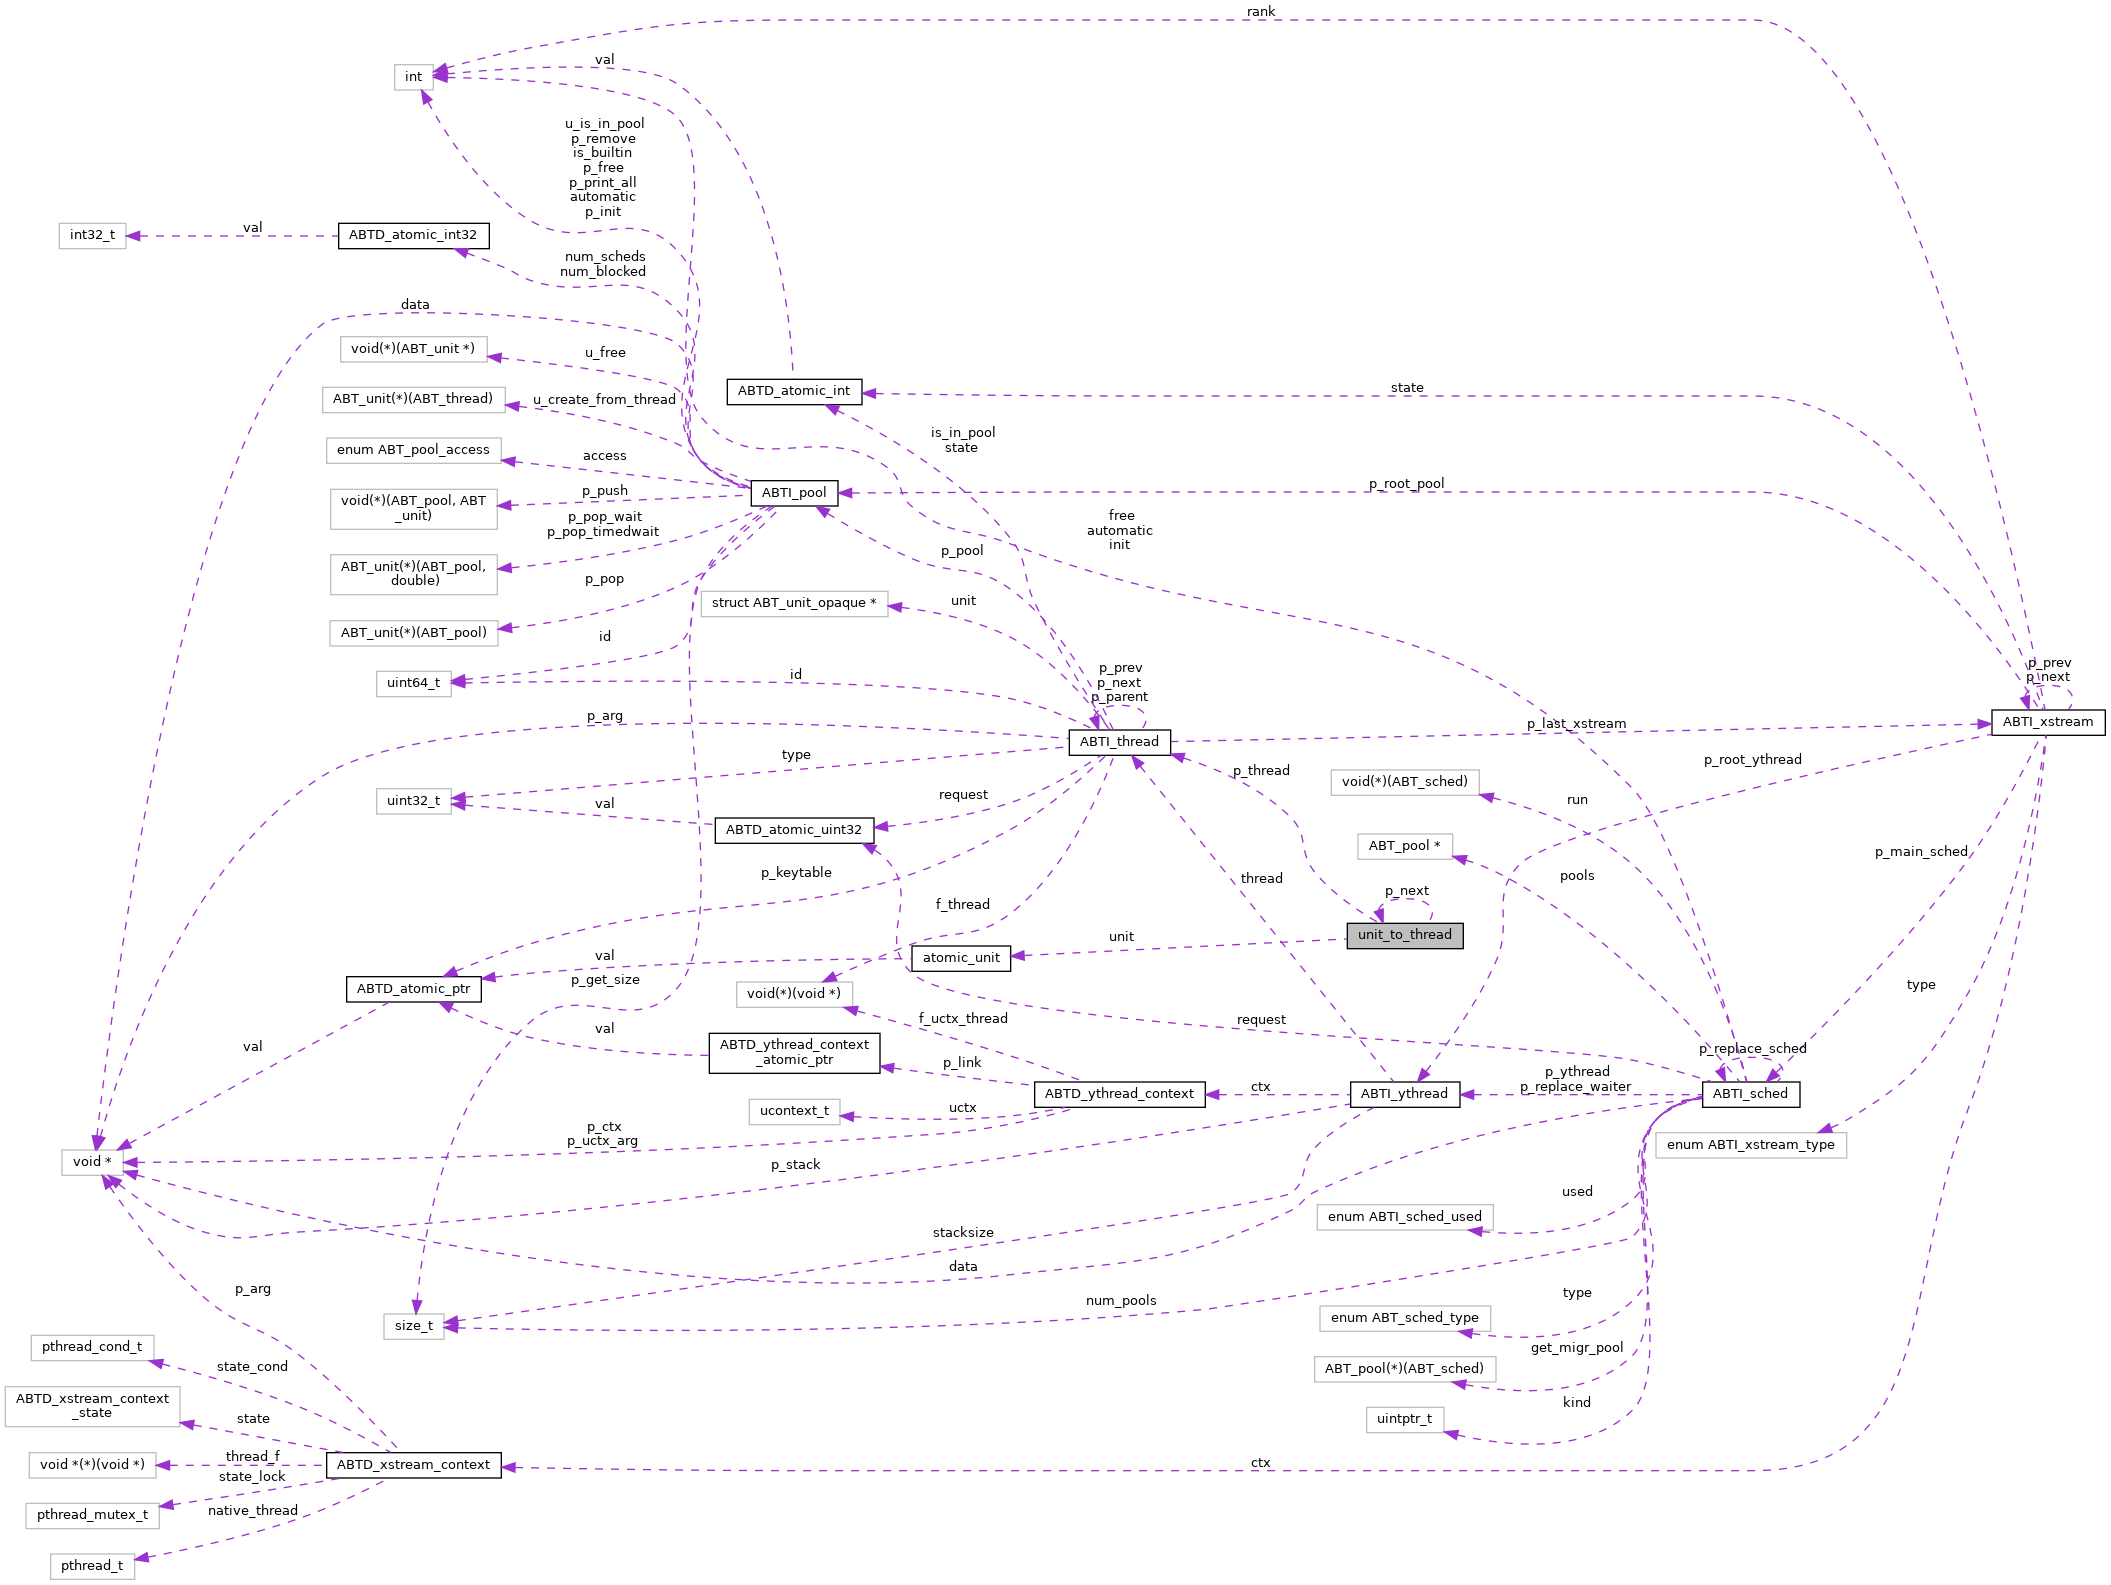 rank
val
int
u_is_in_pool
p_remove
is_builtin
p_free
p_print_all
automatic
p_init
int32_t
val
ABTD_atomic_int32
num_scheds
num_blocked
data
void(*)(ABT_unit *)
u_free
ABT_unit(*)(ABT_thread)
u_create_from_thread
ABTD_atomic_int
state
is_in_pool
state
enum ABT_pool_access
access
ABTI_pool
p_root_pool
void(*)(ABT_pool, ABT
_unit)
p_push
p_pop_wait
p_pop_timedwait
free
automatic
init
p_pool
ABT_unit(*)(ABT_pool,
double)
p_pop
struct ABT_unit_opaque *
unit
ABT_unit(*)(ABT_pool)
id
uint64_t
id
p_prev
p_next
p_parent
p_prev
p_next
p_arg
ABTI_thread
p_last_xstream
ABTI_xstream
type
p_thread
p_root_ythread
void(*)(ABT_sched)
run
uint32_t
val
request
ABTD_atomic_uint32
ABT_pool *
pools
p_main_sched
p_keytable
thread
p_next
f_thread
unit_to_thread
unit
atomic_unit
val
p_get_size
ABTD_atomic_ptr
void(*)(void *)
type
f_uctx_thread
request
val
val
ABTD_ythread_context
_atomic_ptr
p_link
p_replace_sched
ABTD_ythread_context
ctx
ABTI_ythread
p_ythread
p_replace_waiter
ABTI_sched
ucontext_t
uctx
p_ctx
p_uctx_arg
enum ABTI_xstream_type
void *
p_stack
used
enum ABTI_sched_used
stacksize
data
p_arg
num_pools
type
size_t
enum ABT_sched_type
pthread_cond_t
state_cond
get_migr_pool
ABT_pool(*)(ABT_sched)
ABTD_xstream_context
_state
state
kind
uintptr_t
void *(*)(void *)
thread_f
ABTD_xstream_context
ctx
state_lock
pthread_mutex_t
native_thread
pthread_t